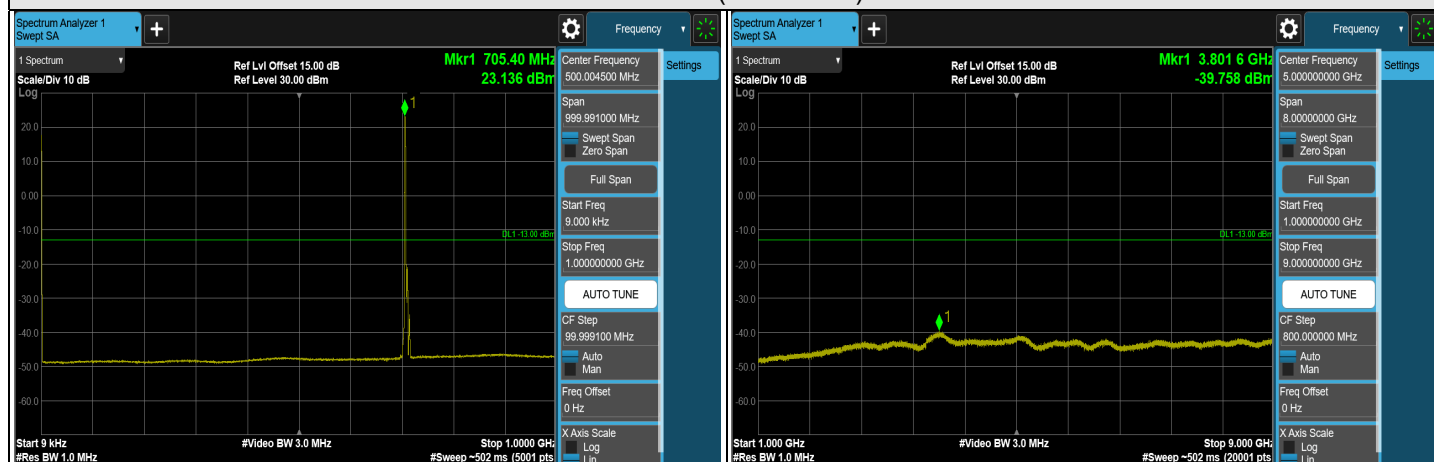 Spectrum Analyzer 1
Swept SA
+
Frequency
1 Spectrum
Scale/Div 10 dB
Log
Ref Lvl Offset 15.00 dB
Ref Level 30.00 dBm
Mkr1 705.40 MHz
23.136 dBm
1
20.0
10.0
0.00
-10.0
-20.0
-30.0
-40.0
-50.0
-60.0
DL1 -13.00 dBm
Start 9 kHz
#Res BW 1.0 MHz
#Video BW 3.0 MHz
Stop 1.0000 GHz
#Sweep ~502 ms (5001 pts
Center Frequency
500.004500 MHz
Span
999.991000 MHz
Swept Span
Zero Span
Full Span
Start Freq
9.000 kHz
Stop Freq
1.000000000 GHz
AUTO TUNE
CF Step
99.999100 MHz
Auto
Man
Freq Offset
0 Hz
X Axis Scale
Log
Lin
Settings
Spectrum Analyzer 1
Swept SA
+
Frequency
1 Spectrum
Scale/Div 10 dB
Log
Ref Lvl Offset 15.00 dB
Ref Level 30.00 dBm
Mkr1 3.801 6 GHz
-39.758 dBm
1
20.0
10.0
0.00
-10.0
-20.0
-30.0
-40.0
-50.0
-60.0
DL1 -13.00 dBm
Start 1.000 GHz
#Res BW 1.0 MHz
#Video BW 3.0 MHz
Stop 9.000 GHz
#Sweep ~502 ms (20001 pts
Center Frequency
5.000500000 GHz
Span
8.00000000 GHz
Swept Span
Zero Span
Full Span
Start Freq
1.000000000 GHz
Stop Freq
9.000000000 GHz
AUTO TUNE
CF Step
800.000000 MHz
Auto
Man
Freq Offset
0 Hz
X Axis Scale
Log
Lin
Settings